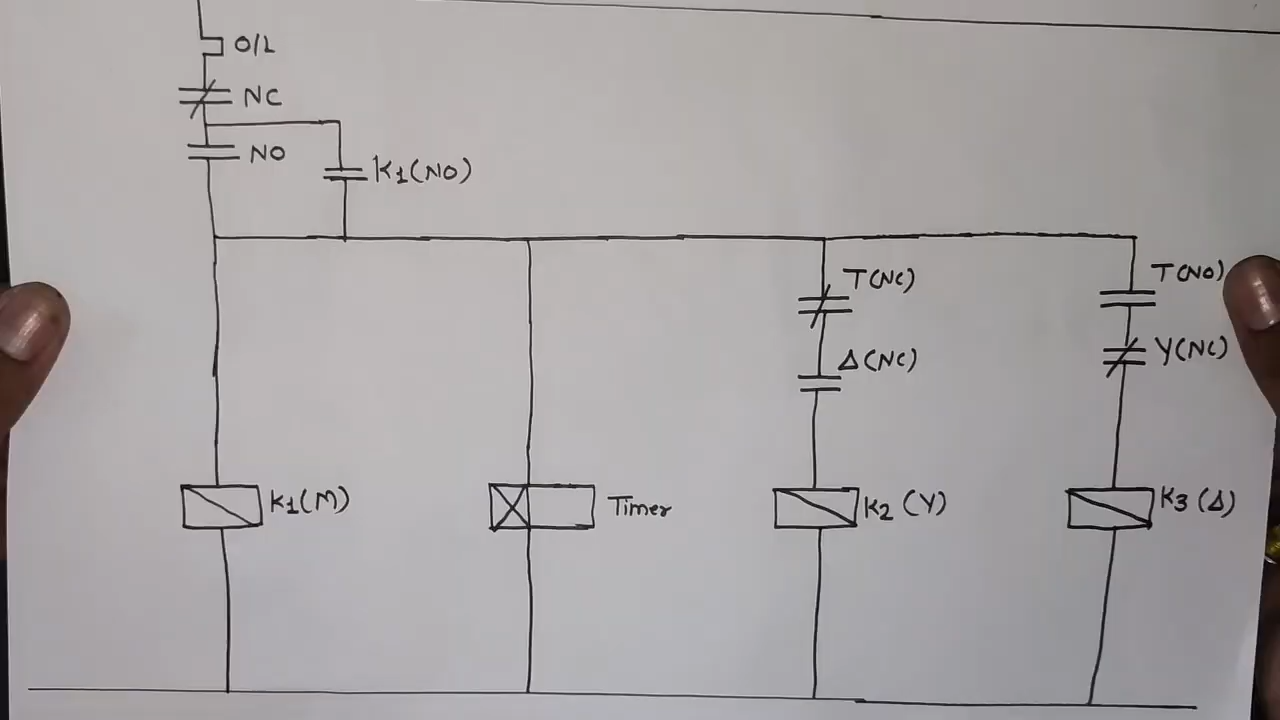 O/L
NC
NO
K1(NO)
T(NC)
Δ(NC)
T(NO)
Y(NC)
K1(M)
Timer
K2(Y)
K3(Δ)